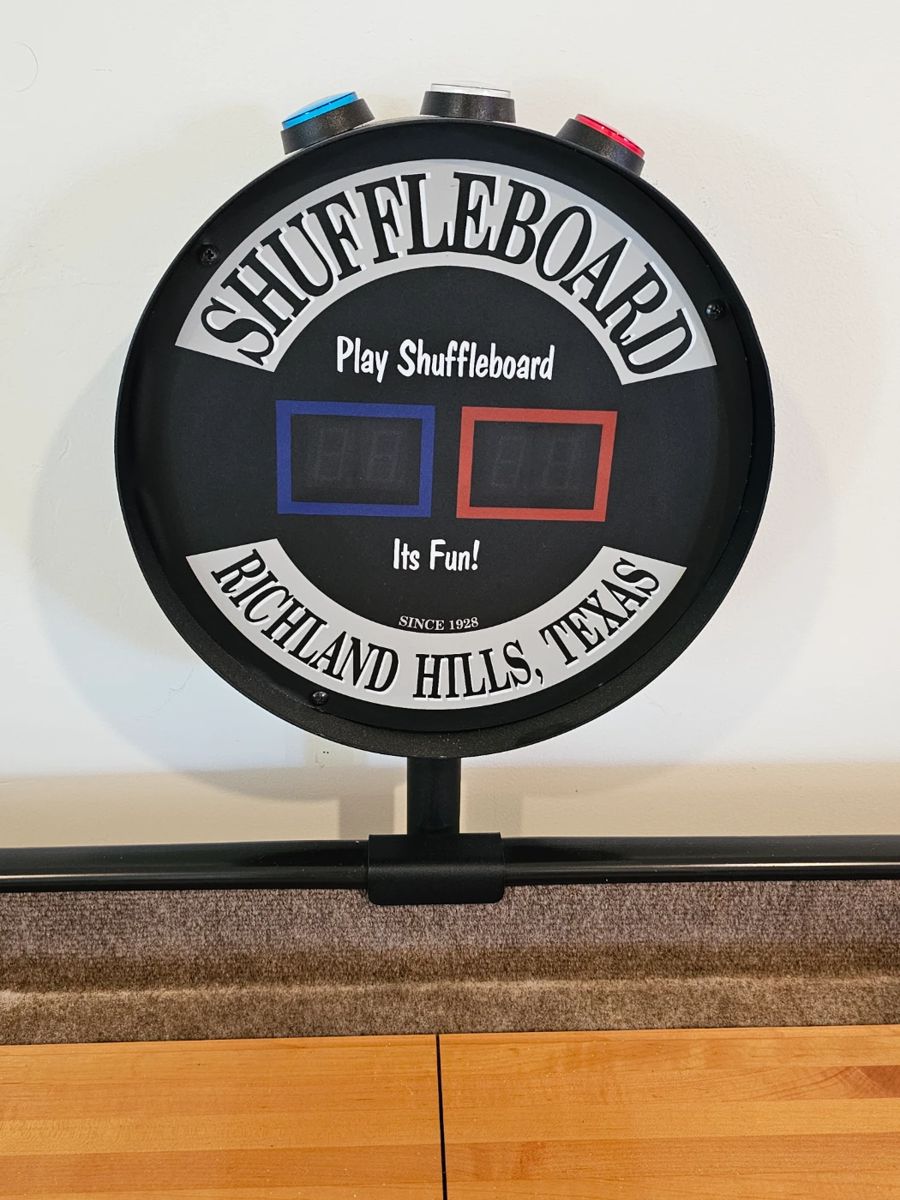 SHUFFLEBOARD
Play Shuffleboard
Its Fun!
SINCE 1928
RICHLAND HILLS, TEXAS